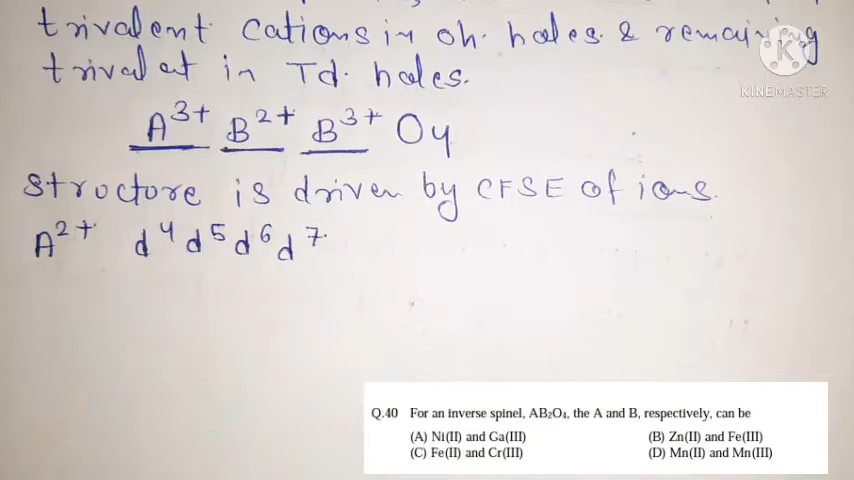 trivalent cations in oh. holes & remaining
trivalent in Td. holes.
A³⁺ B²⁺ B³⁺ O4
structure is driven by CFSE of ions.
A²⁺ d⁴ d⁵ d⁶ d⁷
KINEMASTER
Q.40 For an inverse spinel, AB₂O₄, the A and B, respectively, can be
(A) Ni(II) and Ga(III) (B) Zn(II) and Fe(III)
(C) Fe(II) and Cr(III) (D) Mn(II) and Mn(III)